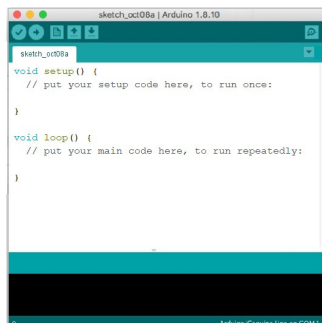 sketch_oct08a | Arduino 1.8.10
sketch_oct08a
void setup() {
// put your setup code here, to run once:
}
void loop() {
// put your main code here, to run repeatedly:
}